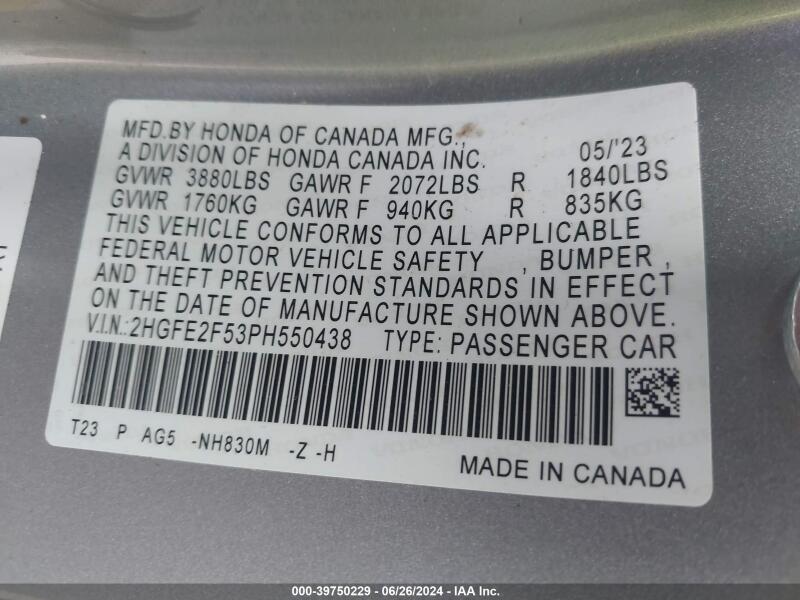 MFD.BY HONDA OF CANADA MFG.,
A DIVISION OF HONDA CANADA INC. 05/'23
GVWR 3880LBS GAWR F 2072LBS R 1840LBS
GVWR 1760KG GAWR F 940KG R 835KG
THIS VEHICLE CONFORMS TO ALL APPLICABLE
FEDERAL MOTOR VEHICLE SAFETY , BUMPER ,
AND THEFT PREVENTION STANDARDS IN EFFECT
ON THE DATE OF MANUFACTURE SHOWN ABOVE.
V.I.N.:2HGFE2F53PH550438 TYPE: PASSENGER CAR
T23 P AG5 -NH830M -Z -H
MADE IN CANADA
000-39750229 - 06/26/2024 - IAA Inc.